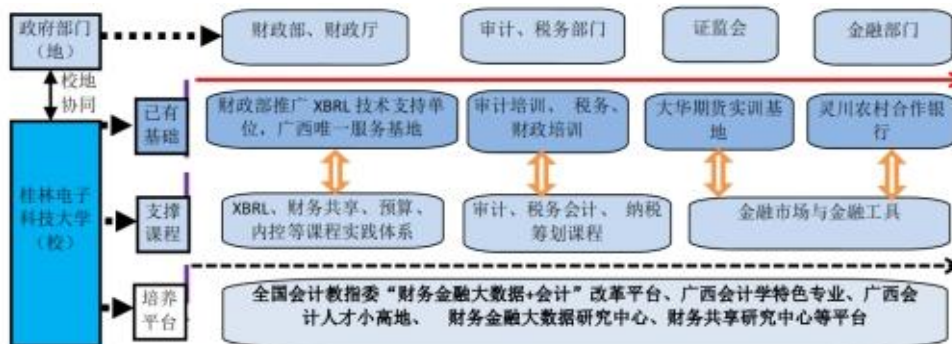 政府部门
（地）
财政部、财政厅
审计、税务部门
证监会
金融部门
校地
协同
已有
基础
财政部推广 XBRL 技术支持单
位，广西唯一服务基地
审计培训、 税务、
财政培训
大华期货实训基
地
灵川农村合作银
行
桂林电子
科技大学
（校）
支撑
课程
XBRL、财务共享、预算、
内控等课程实践体系
审计、税务会计、 纳税
筹划课程
金融市场与金融工具
培养
平台
全国会计教指委“财务金融大数据+会计”改革平台、广西会计学特色专业、广西会
计人才小高地、 财务金融大数据研究中心、财务共享研究中心等平台